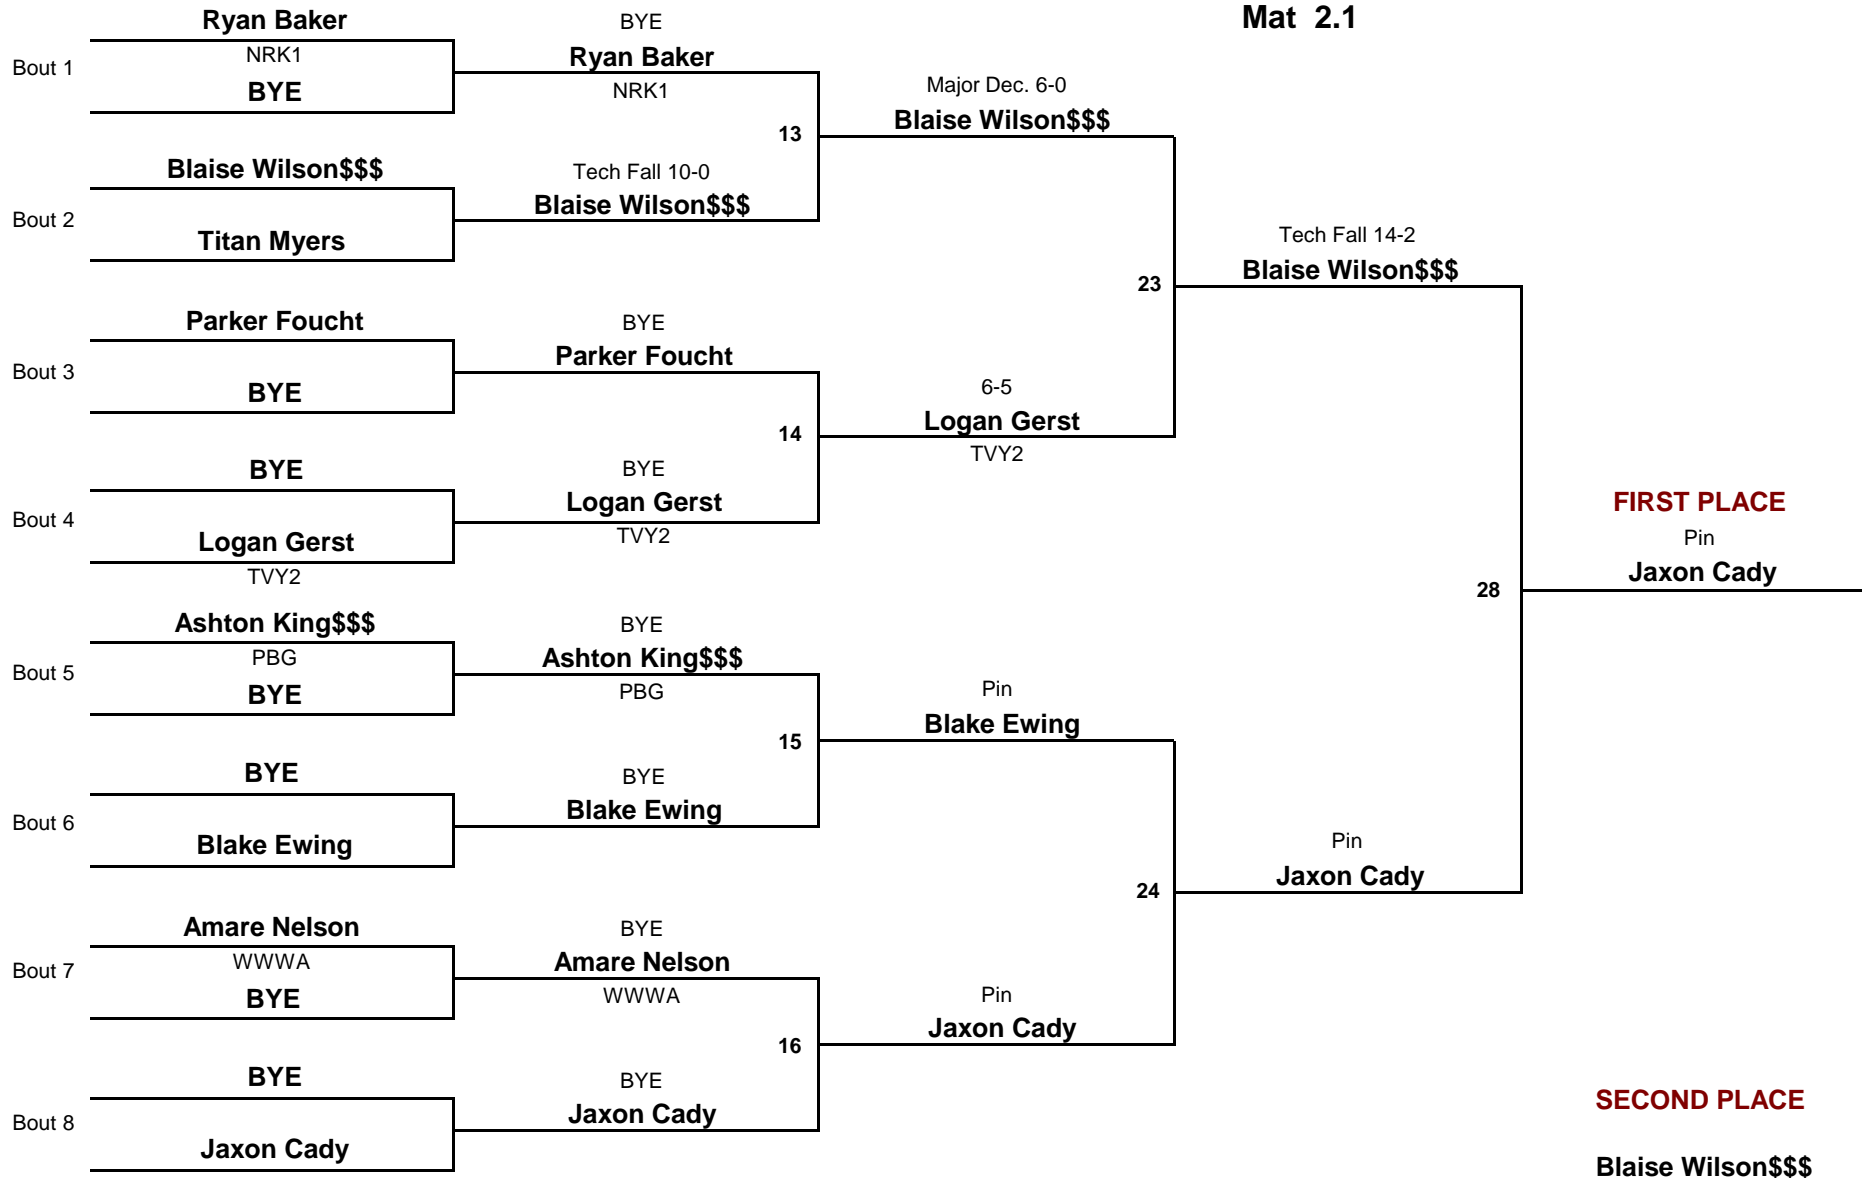 Mat 2.1
Bout 1
Ryan Baker
NRK1
BYE
Bout 2
Blaise Wilson$$$
Titan Myers
Bout 3
Parker Foucht
BYE
Bout 4
BYE
Logan Gerst
TVY2
Bout 5
Ashton King$$$
PBG
BYE
Bout 6
BYE
Blake Ewing
Bout 7
Amare Nelson
WWWA
BYE
Bout 8
BYE
Jaxon Cady
BYE
Ryan Baker
NRK1
13
Tech Fall 10-0
Blaise Wilson$$$
BYE
Parker Foucht
14
BYE
Logan Gerst
TVY2
BYE
Ashton King$$$
PBG
15
BYE
Blake Ewing
BYE
Amare Nelson
WWWA
16
BYE
Jaxon Cady
Major Dec. 6-0
Blaise Wilson$$$
23
6-5
Logan Gerst
TVY2
Pin
Blake Ewing
24
Pin
Jaxon Cady
Tech Fall 14-2
Blaise Wilson$$$
28
Pin
Jaxon Cady
FIRST PLACE
Pin
Jaxon Cady
SECOND PLACE
Blaise Wilson$$$